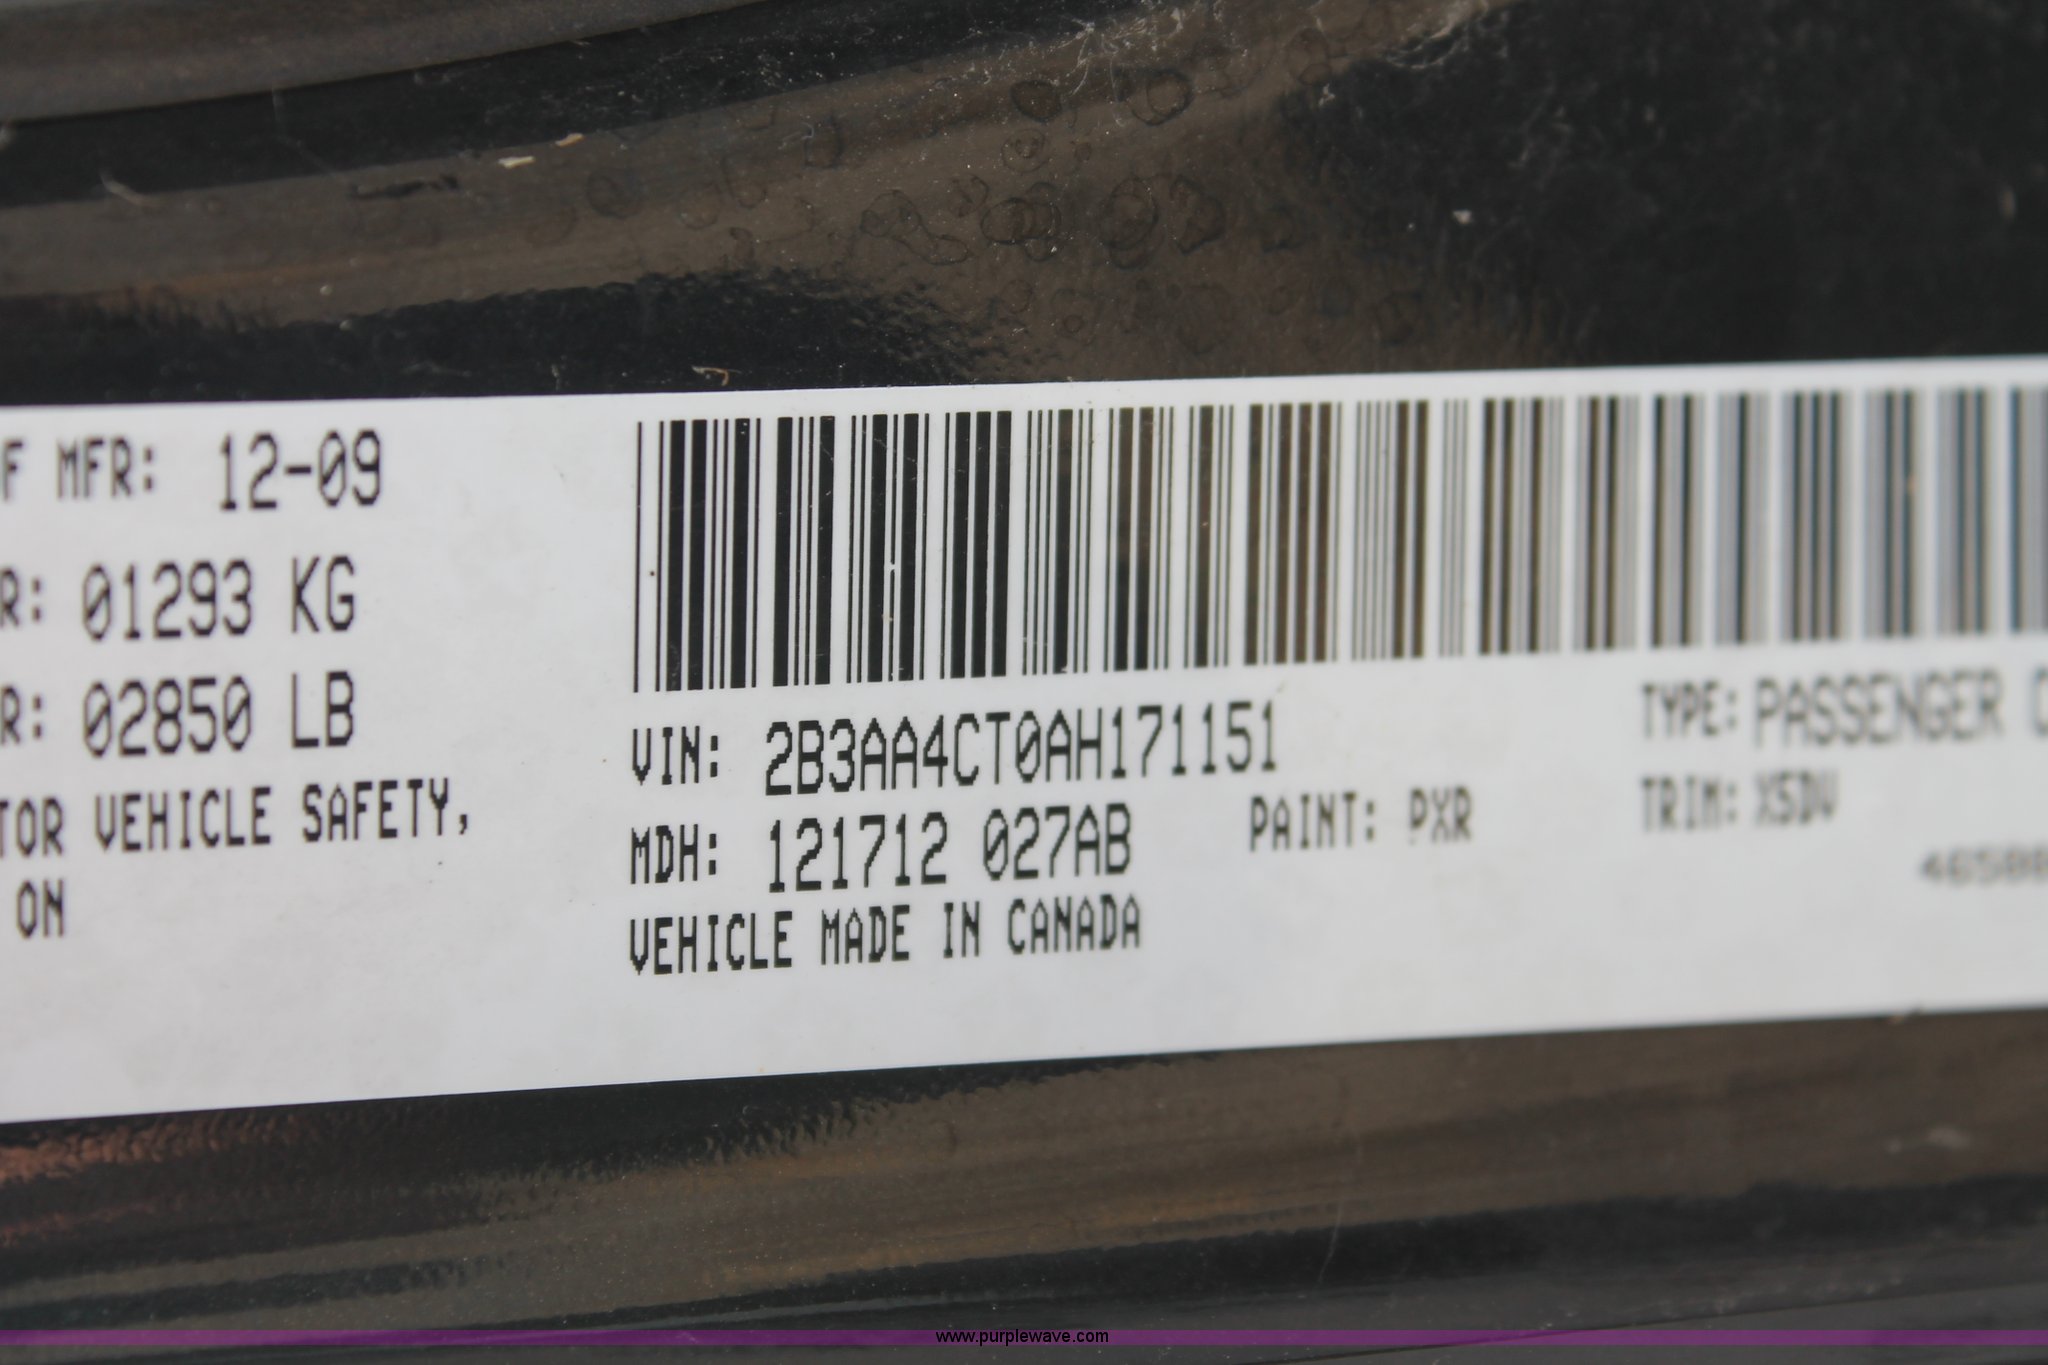 F MFR: 12-09
R: 01293 KG
R: 02850 LB
TOR VEHICLE SAFETY,
ON
VIN: 2B3AA4CT0AH171151
TYPE: PASSENGER C
MDH: 121712 027AB
PAINT: PXR
TRIM: X5DV
VEHICLE MADE IN CANADA
www.purplewave.com